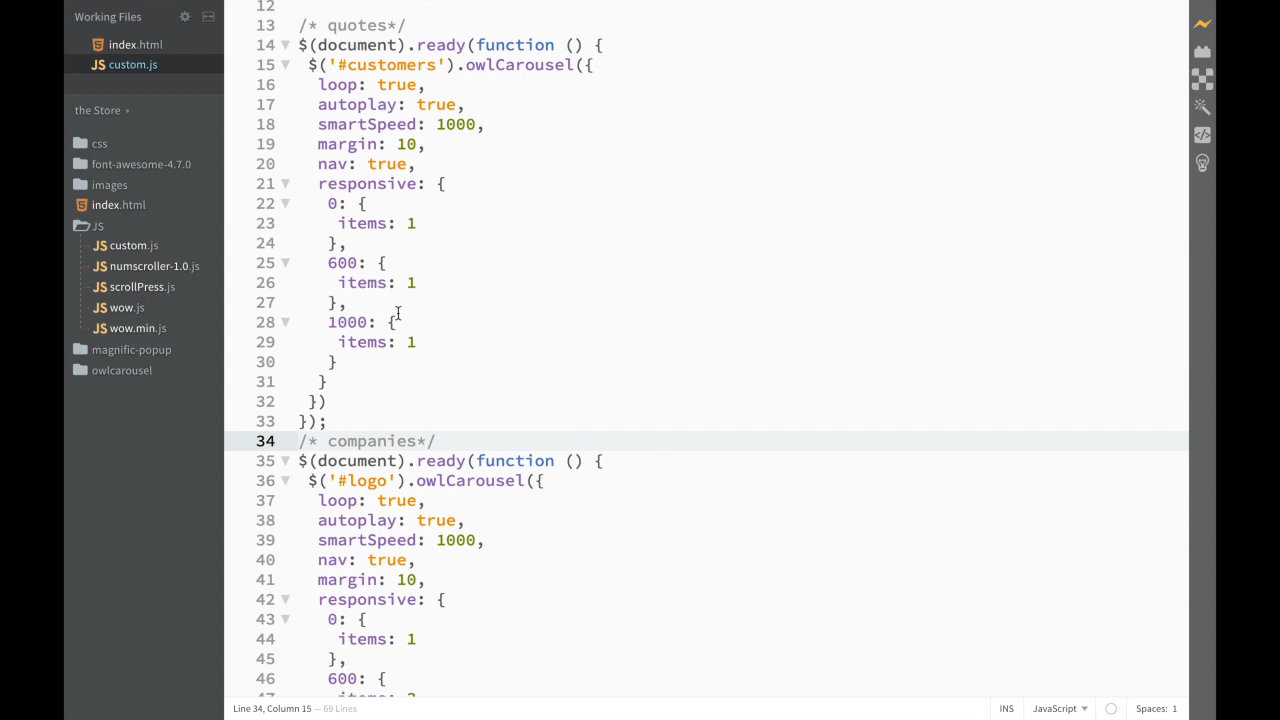 Working Files
index.html
custom.js
the Store
css
font-awesome-4.7.0
images
index.html
JS
JS custom.js
JS numscroller-1.0.js
JS scrollPress.js
JS wow.js
JS wow.min.js
magnific-popup
owlcarousel
12
13 /* quotes*/
14 $(document).ready(function () {
15 $('#customers').owlCarousel({
16 loop: true,
17 autoplay: true,
18 smartSpeed: 1000,
19 margin: 10,
20 nav: true,
21 responsive: {
22 0: {
23 items: 1
24 },
25 600: {
26 items: 1
27 },
28 1000: {
29 items: 1
30 }
31 }
32 })
33 });
34 /* companies*/
35 $(document).ready(function () {
36 $('#logo').owlCarousel({
37 loop: true,
38 autoplay: true,
39 smartSpeed: 1000,
40 nav: true,
41 margin: 10,
42 responsive: {
43 0: {
44 items: 1
45 },
46 600: {
Line 34, Column 15 — 69 Lines
INS
JavaScript
Spaces: 1